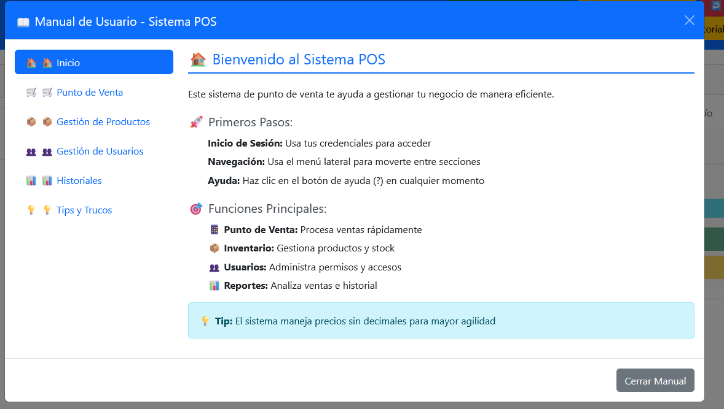 Manual de Usuario - Sistema POS
Inicio
Punto de Venta
Gestión de Productos
Gestión de Usuarios
Historiales
Tips y Trucos
Bienvenido al Sistema POS
Este sistema de punto de venta te ayuda a gestionar tu negocio de manera eficiente.
Primeros Pasos:
Inicio de Sesión: Usa tus credenciales para acceder
Navegación: Usa el menú lateral para moverte entre secciones
Ayuda: Haz clic en el botón de ayuda (?) en cualquier momento
Funciones Principales:
Punto de Venta: Procesa ventas rápidamente
Inventario: Gestiona productos y stock
Usuarios: Administra permisos y accesos
Reportes: Analiza ventas e historial
Tip: El sistema maneja precios sin decimales para mayor agilidad
Cerrar Manual